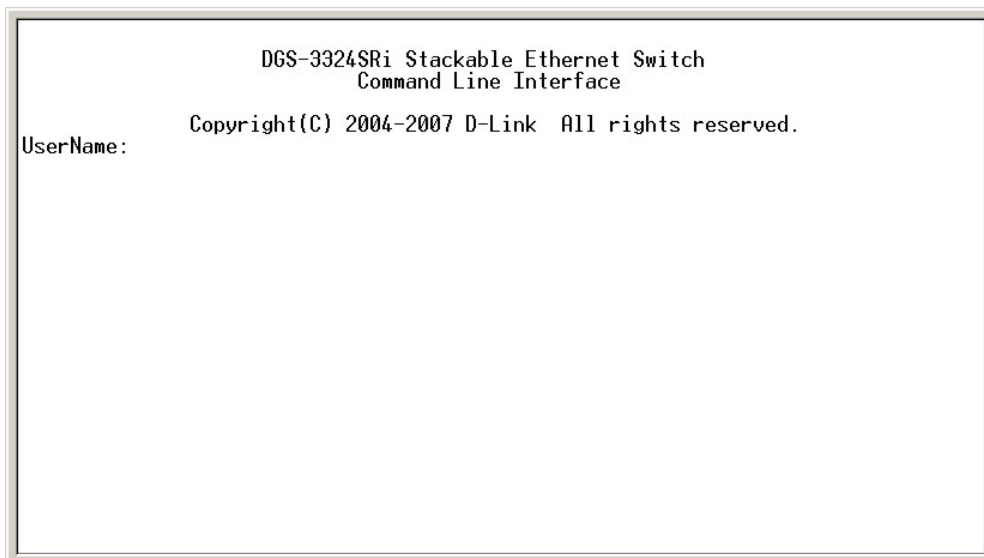 DGS-3324SRi Stackable Ethernet Switch
Command Line Interface
Copyright(C) 2004-2007 D-Link  All rights reserved.
UserName: